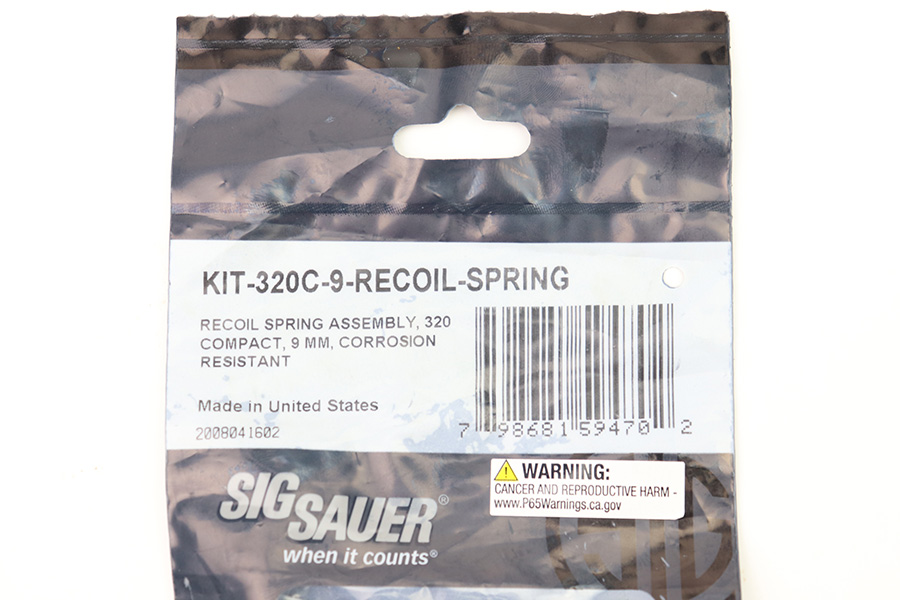 KIT-320C-9-RECOIL-SPRING
RECOIL SPRING ASSEMBLY, 320
COMPACT, 9 MM, CORROSION
RESISTANT
Made in United States
2008041602
7 98681 59470 2
SIG SAUER®
when it counts®
WARNING:
CANCER AND REPRODUCTIVE HARM -
www.P65Warnings.ca.gov